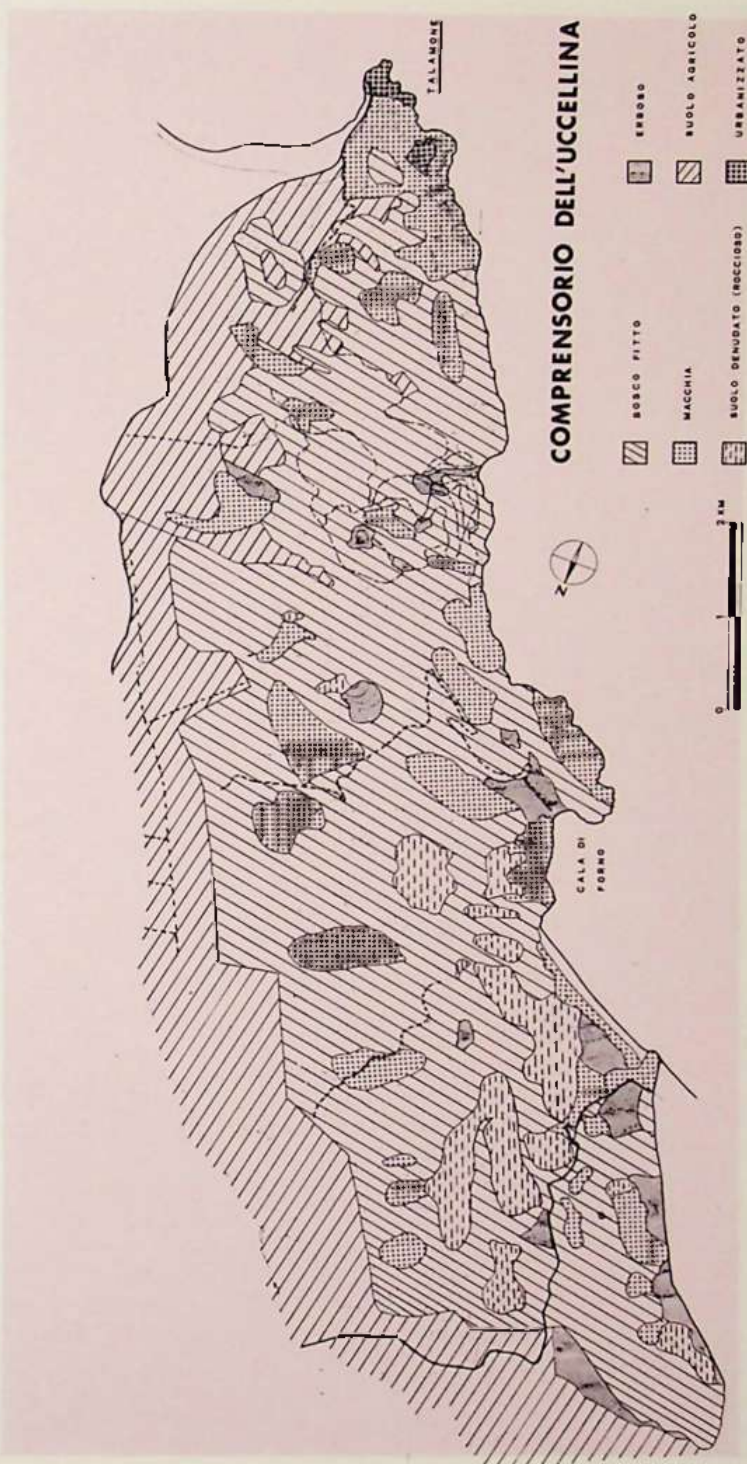 TALAMONE
COMPRENSORIO DELL'UCCELLINA
BOSCO FITTO
MACCHIA
SUOLO DENUDATO (ROCCIOSO)
ERBOSO
SUOLO AGRICOLO
URBANIZZATO
N
0 1 2 KM
CALA DI
FORNO